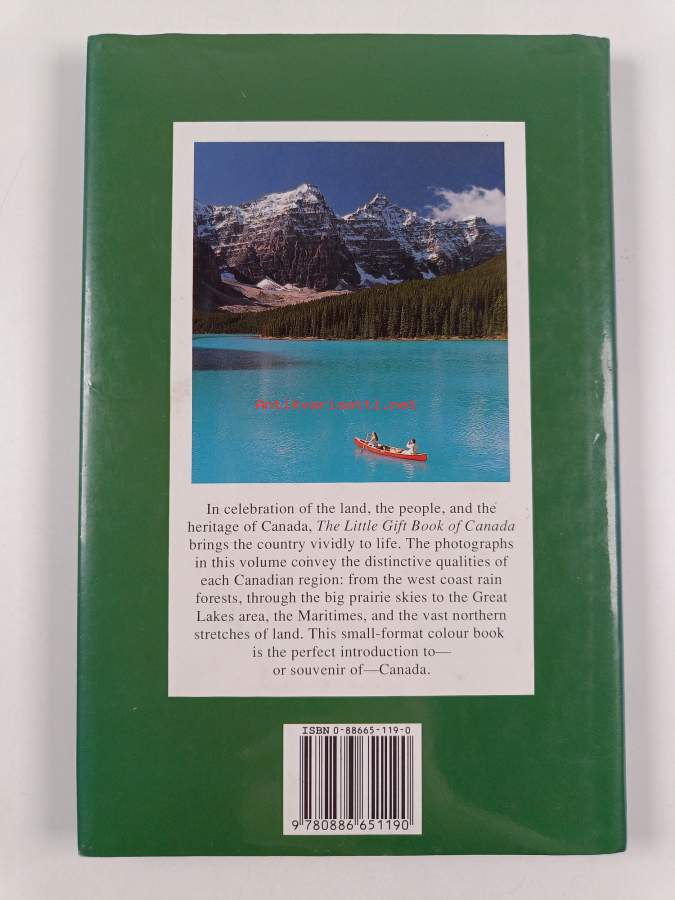 Antikvariaatti.net
In celebration of the land, the people, and the
heritage of Canada, The Little Gift Book of Canada
brings the country vividly to life. The photographs
in this volume convey the distinctive qualities of
each Canadian region: from the west coast rain
forests, through the big prairie skies to the Great
Lakes area, the Maritimes, and the vast northern
stretches of land. This small-format colour book
is the perfect introduction to—
or souvenir of—Canada.
ISBN 0-88665-119-0
9 780886 651190